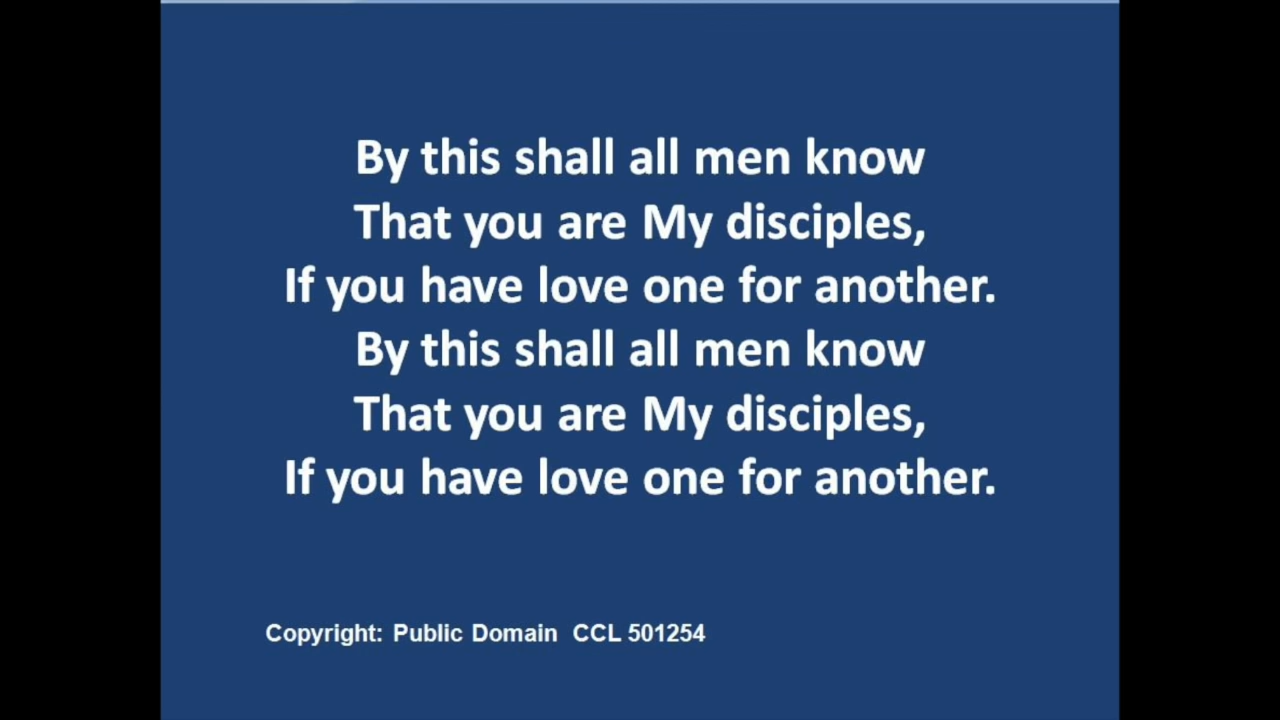 By this shall all men know
That you are My disciples,
If you have love one for another.
By this shall all men know
That you are My disciples,
If you have love one for another.
Copyright: Public Domain CCL 501254